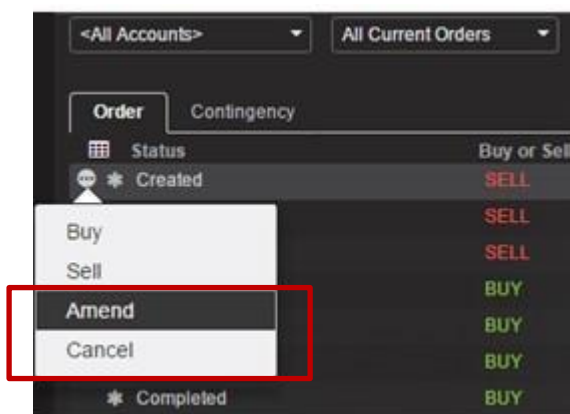 <All Accounts> All Current Orders
Order Contingency
Status Buy or Sell
Created SELL
SELL
Buy
SELL
Sell
BUY
Amend
BUY
Cancel
BUY
Completed BUY